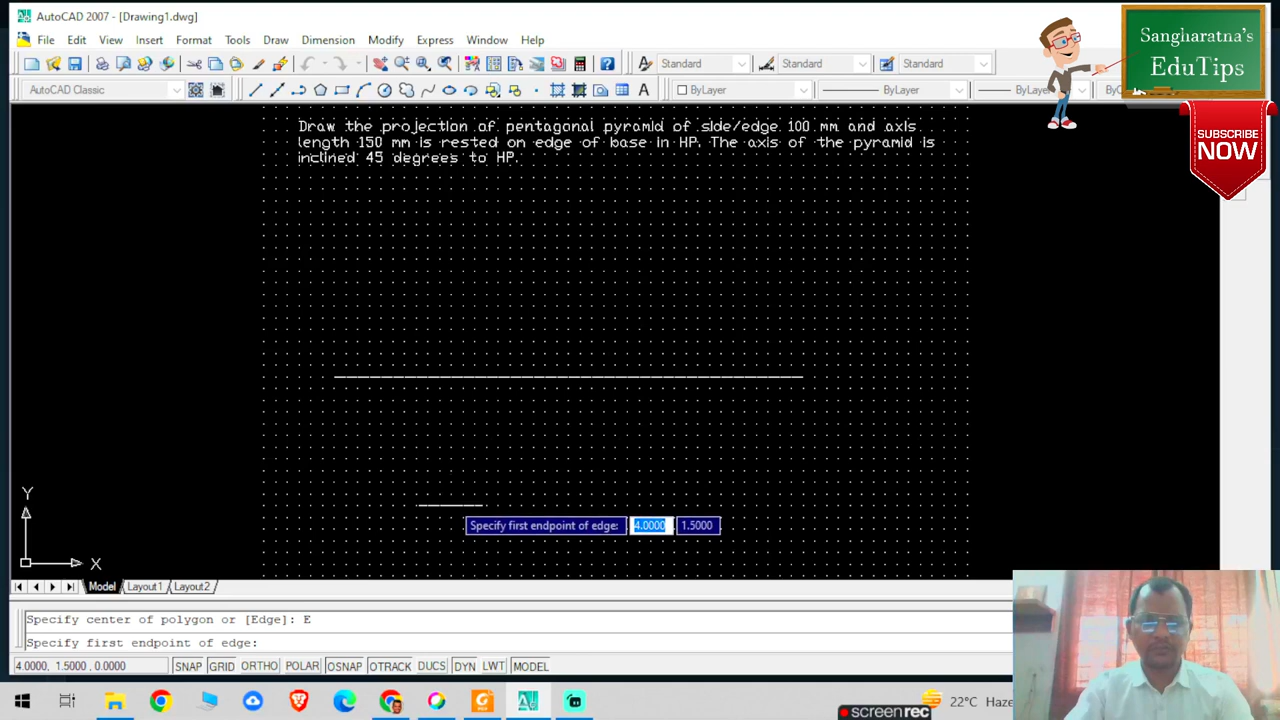 AutoCAD 2007 - [Drawing1.dwg]
File Edit View Insert Format Tools Draw Dimension Modify Express Window Help
Standard Standard Standard
AutoCAD Classic ByLayer ByLayer ByLayer
Sangharatna's
EduTips
SUBSCRIBE
NOW
Draw the projection of pentagonal pyramid of side/edge 100 mm and axis
length 150 mm is rested on edge of base in HP. The axis of the pyramid is
inclined 45 degrees to HP.
Y
X
Specify first endpoint of edge: 4.0000 1.5000
Model Layout1 Layout2
Specify center of polygon or [Edge]: E
Specify first endpoint of edge:
4.0000, 1.5000 , 0.0000 SNAP GRID ORTHO POLAR OSNAP OTRACK DUCS DYN LWT MODEL
22°C Haze
screenrec